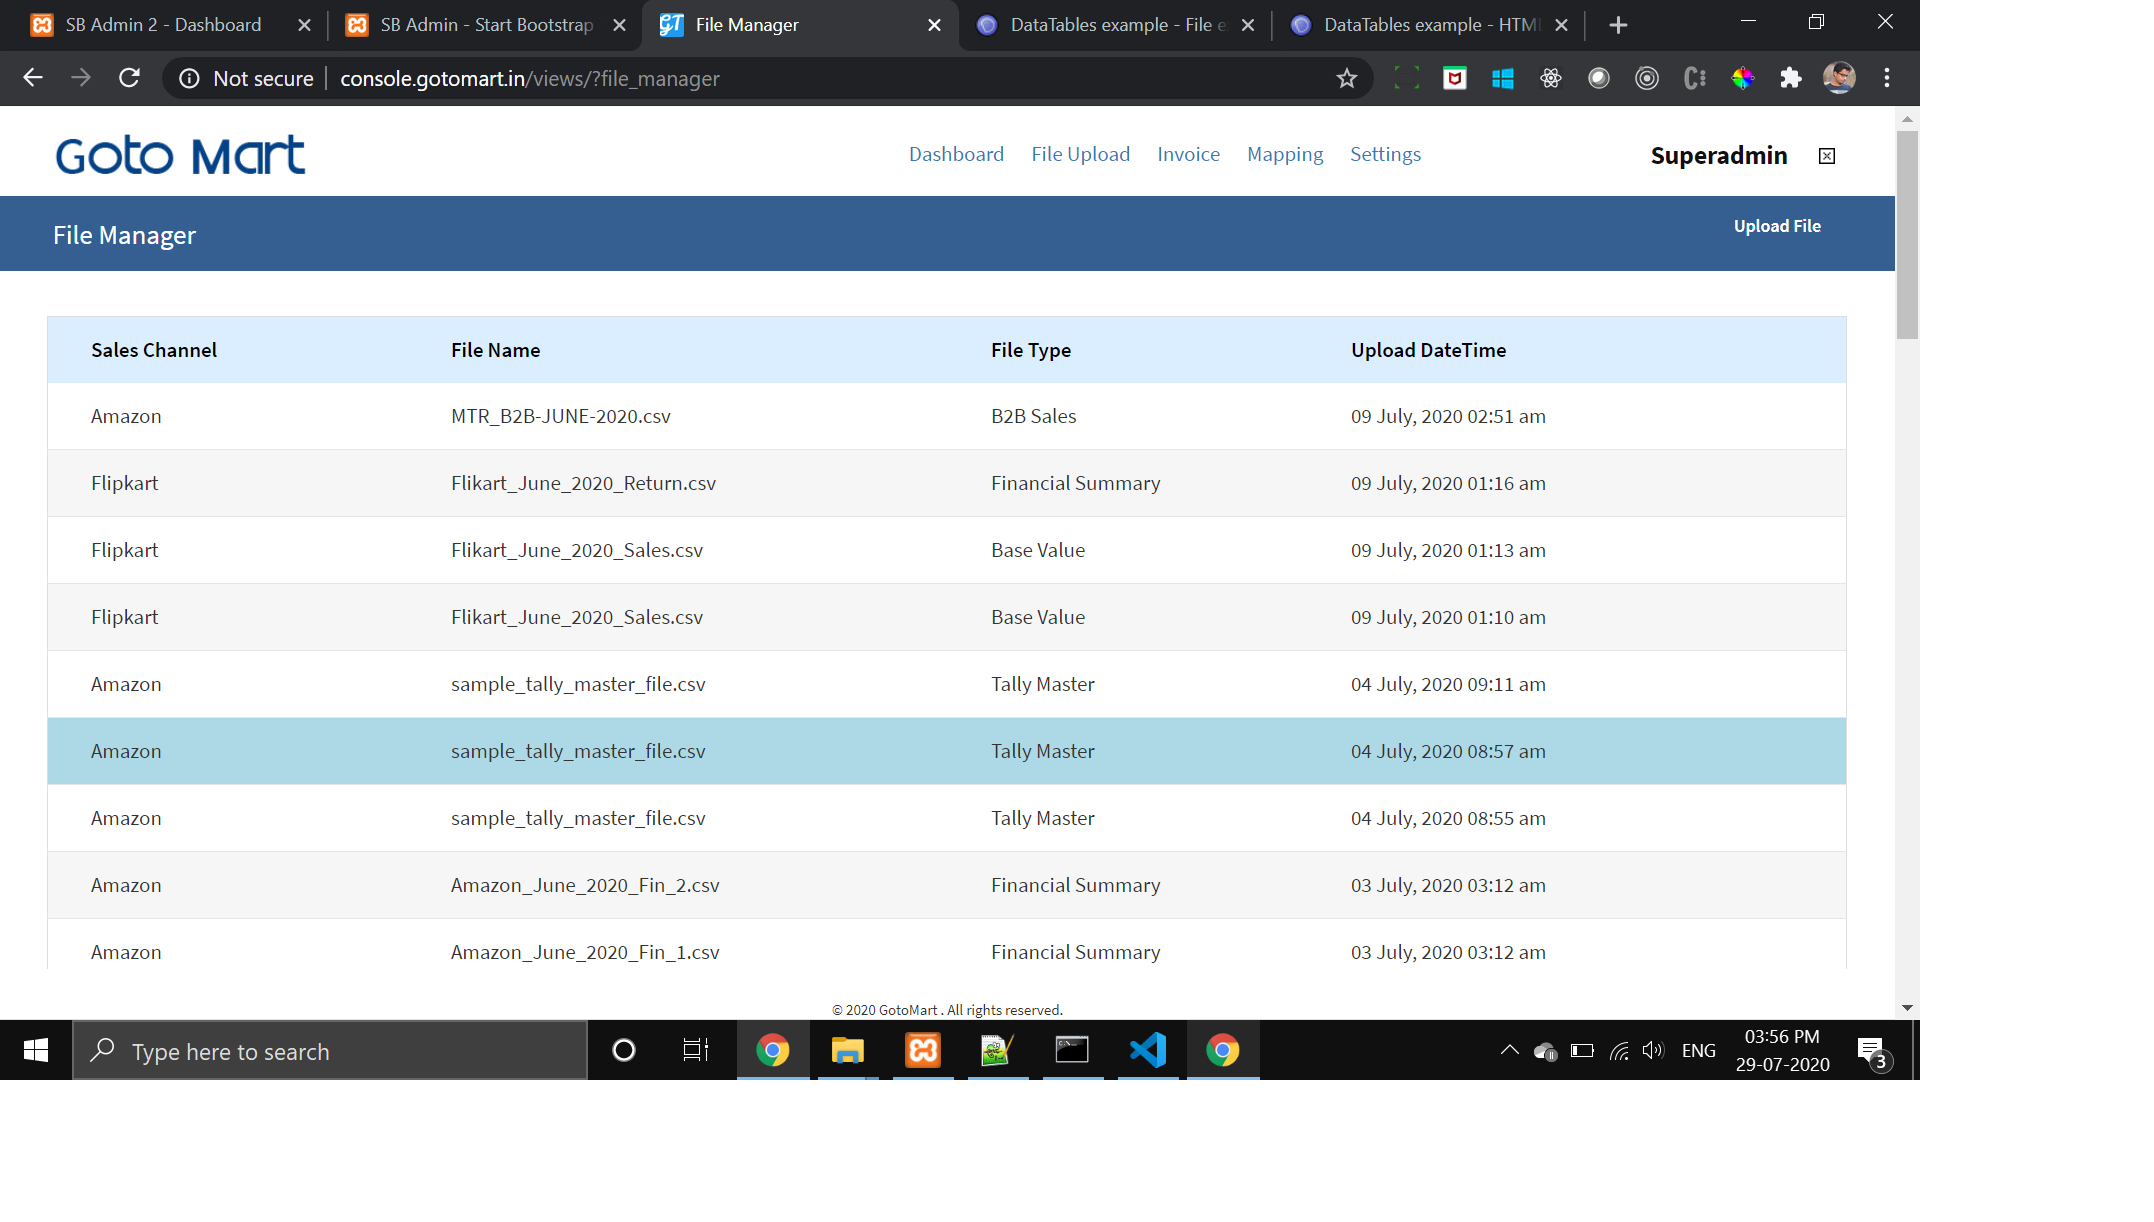 SB Admin 2 - Dashboard
SB Admin - Start Bootstrap
GT File Manager
DataTables example - File e
DataTables example - HTML
Not secure
console.gotomart.in/views/?file_manager
Goto Mart
Dashboard File Upload Invoice Mapping Settings
Superadmin
File Manager
Upload File
Sales Channel File Name File Type Upload DateTime
Amazon MTR_B2B-JUNE-2020.csv B2B Sales 09 July, 2020 02:51 am
Flipkart Flikart_June_2020_Return.csv Financial Summary 09 July, 2020 01:16 am
Flipkart Flikart_June_2020_Sales.csv Base Value 09 July, 2020 01:13 am
Flipkart Flikart_June_2020_Sales.csv Base Value 09 July, 2020 01:10 am
Amazon sample_tally_master_file.csv Tally Master 04 July, 2020 09:11 am
Amazon sample_tally_master_file.csv Tally Master 04 July, 2020 08:57 am
Amazon sample_tally_master_file.csv Tally Master 04 July, 2020 08:55 am
Amazon Amazon_June_2020_Fin_2.csv Financial Summary 03 July, 2020 03:12 am
Amazon Amazon_June_2020_Fin_1.csv Financial Summary 03 July, 2020 03:12 am
© 2020 GotoMart . All rights reserved.
Type here to search
ENG
03:56 PM
29-07-2020
3